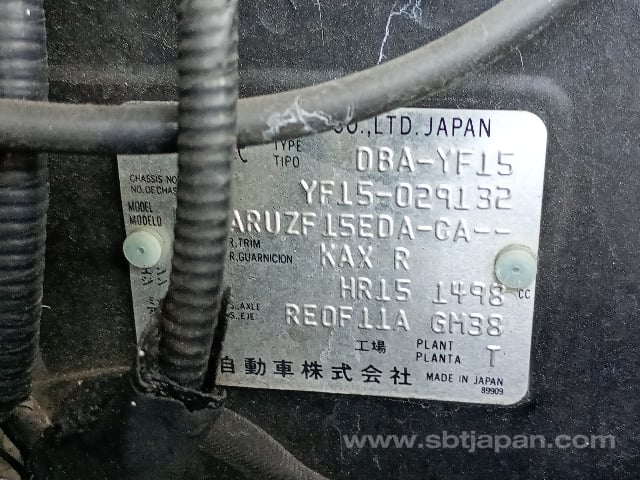 CO.,LTD. JAPAN
TYPE
TIPO DBA-YF15
CHASSIS NO
NO.DE CHAS YF15-029132
MODEL
MODELO ARUZF15EDA-CA--
R,TRIM
R,GUARNICION KAX R
HR15 1498 CC
S.,AXLE
S.,EJE REOF11A GM38
工場 PLANT
PLANTA T
自動車株式会社 MADE IN JAPAN
89909
www.sbtjapan.com